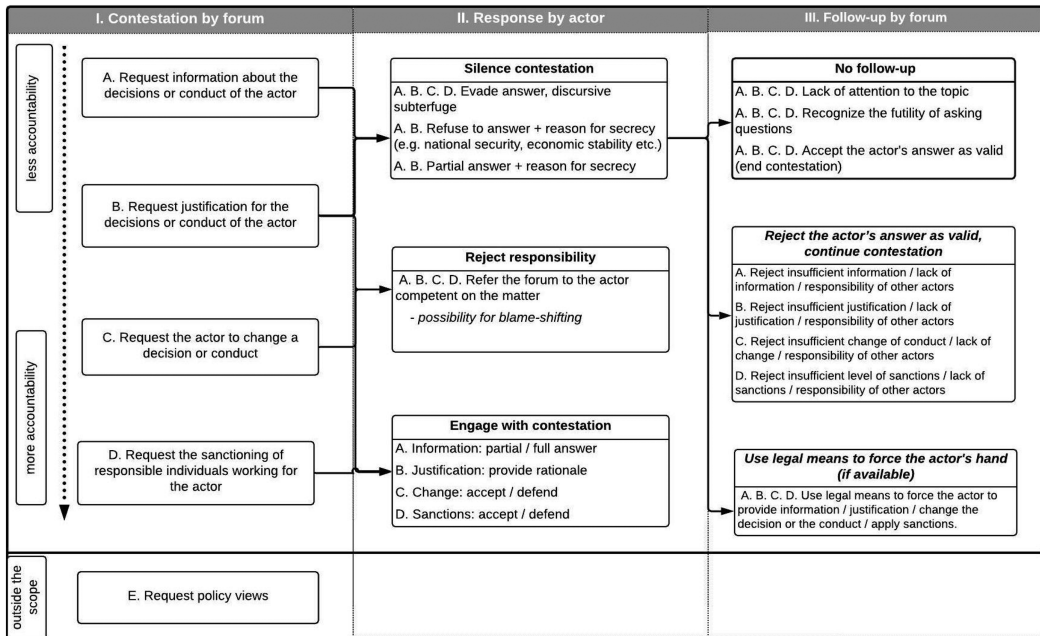 I. Contestation by forum
II. Response by actor
III. Follow-up by forum
less accountability
more accountability
outside the
scope
A. Request information about the
decisions or conduct of the actor
B. Request justification for the
decisions or conduct of the actor
C. Request the actor to change a
decision or conduct
D. Request the sanctioning of
responsible individuals working for
the actor
E. Request policy views
Silence contestation
A. B. C. D. Evade answer, discursive
subterfuge
A. B. Refuse to answer + reason for secrecy
(e.g. national security, economic stability etc.)
A. B. Partial answer + reason for secrecy
Reject responsibility
A. B. C. D. Refer the forum to the actor
competent on the matter
- possibility for blame-shifting
Engage with contestation
A. Information: partial / full answer
B. Justification: provide rationale
C. Change: accept / defend
D. Sanctions: accept / defend
No follow-up
A. B. C. D. Lack of attention to the topic
A. B. C. D. Recognize the futility of asking
questions
A. B. C. D. Accept the actor's answer as valid
(end contestation)
Reject the actor's answer as valid,
continue contestation
A. Reject insufficient information / lack of
information / responsibility of other actors
B. Reject insufficient justification / lack of
justification / responsibility of other actors
C. Reject insufficient change of conduct / lack of
change / responsibility of other actors
D. Reject insufficient level of sanctions / lack of
sanctions / responsibility of other actors
Use legal means to force the actor's hand
(if available)
A. B. C. D. Use legal means to force the actor to
provide information / justification / change the
decision or the conduct / apply sanctions.